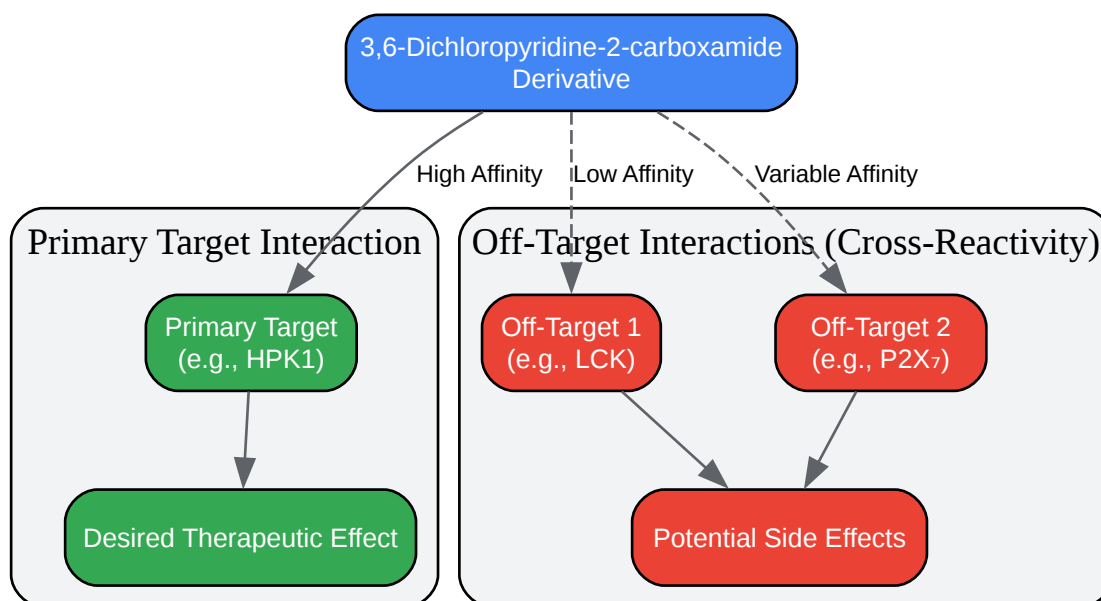 3,6-Dichloropyridine-2-carboxamide
Derivative
High Affinity
Low Affinity
Variable Affinity
Primary Target Interaction
Off-Target Interactions (Cross-Reactivity)
Primary Target
(e.g., HPK1)
Off-Target 1
(e.g., LCK)
Off-Target 2
(e.g., P2X₇)
Desired Therapeutic Effect
Potential Side Effects